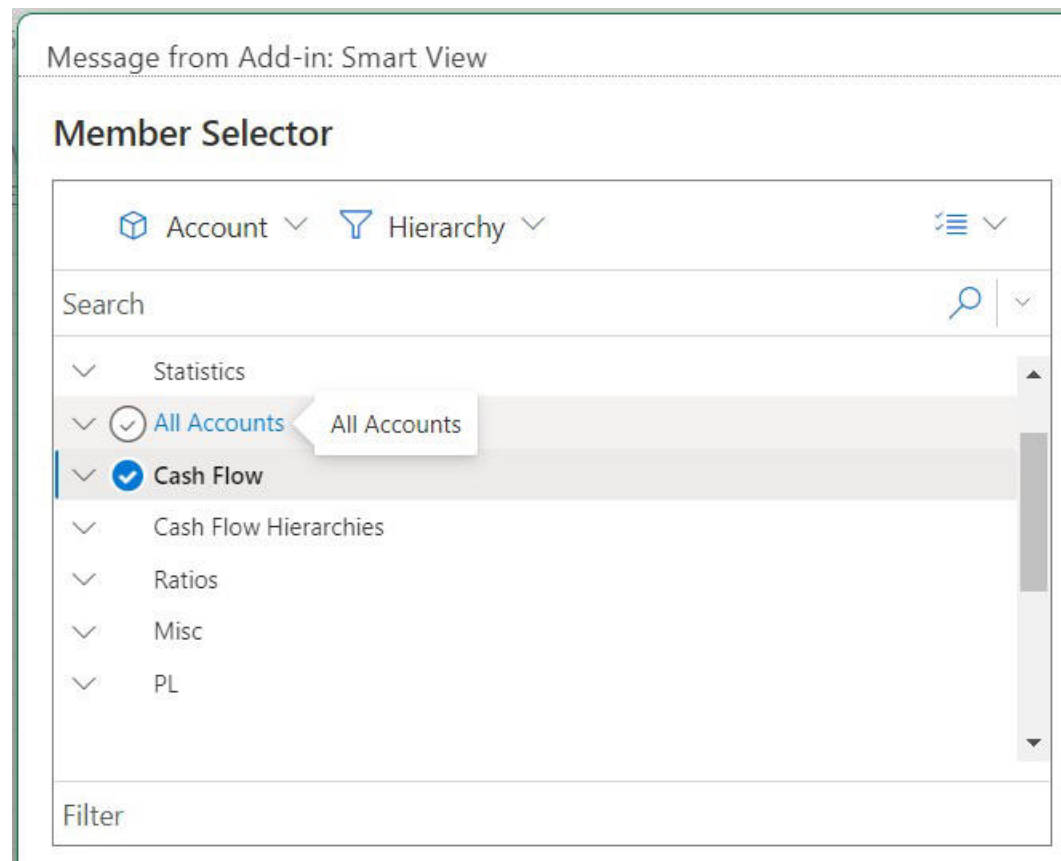 Message from Add-in: Smart View
Member Selector
Account Hierarchy
Search
Statistics
All Accounts All Accounts
Cash Flow
Cash Flow Hierarchies
Ratios
Misc
PL
Filter